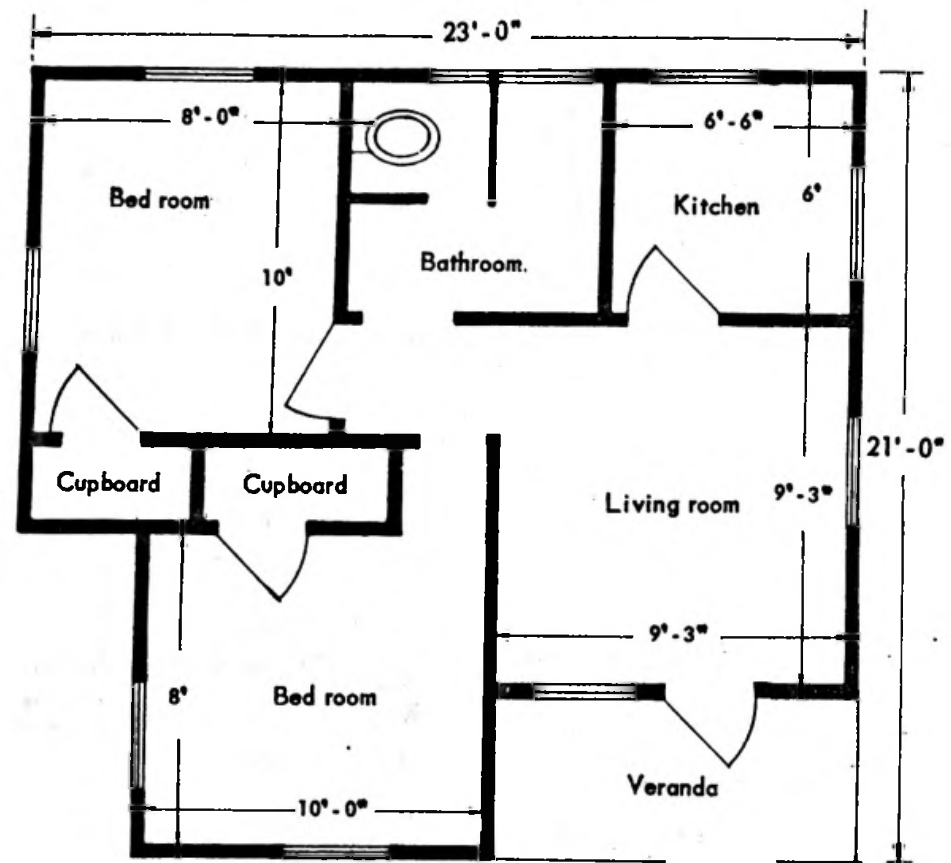 23'-0"
8'-0"
6'-6"
Bed room
10'
Kitchen
6'
Bathroom.
Cupboard
Cupboard
Living room
9'-3"
21'-0"
9'-3"
Bed room
8'
Veranda
10'-0"